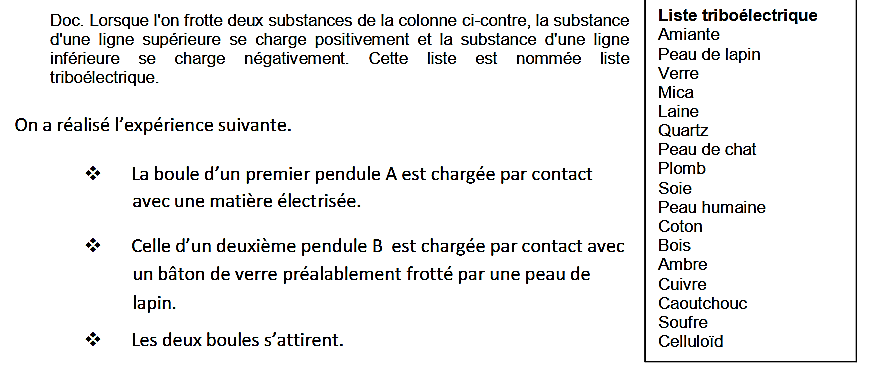 Doc. Lorsque l'on frotte deux substances de la colonne ci-contre, la substance
d'une ligne supérieure se charge positivement et la substance d'une ligne
inférieure se charge négativement. Cette liste est nommée liste
triboélectrique.
On a réalisé l'expérience suivante.
❖ La boule d'un premier pendule A est chargée par contact
avec une matière électrisée.
❖ Celle d'un deuxième pendule B est chargée par contact avec
un bâton de verre préalablement frotté par une peau de
lapin.
❖ Les deux boules s'attirent.
Liste triboélectrique
Amiante
Peau de lapin
Verre
Mica
Laine
Quartz
Peau de chat
Plomb
Soie
Peau humaine
Coton
Bois
Ambre
Cuivre
Caoutchouc
Soufre
Celluloïd